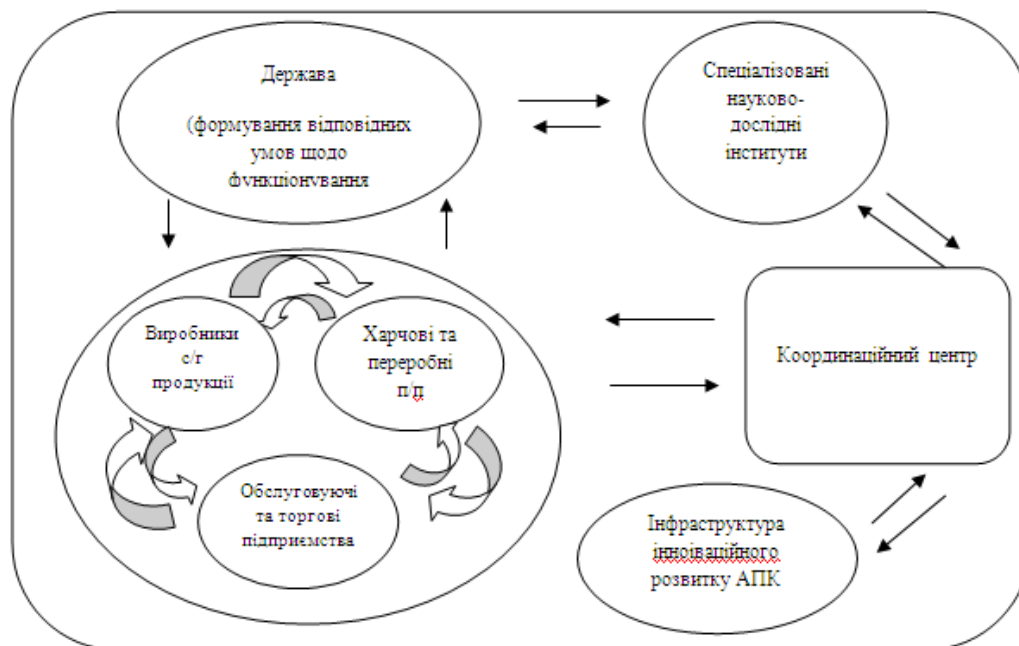 Держава
(формування відповідних
умов щодо
функціонування
Спеціалізовані
науково-
дослідні
інститути
Виробники
с/г
продукції
Харчові та
переробні
п/п
Координаційний центр
Обслуговуючі
та торгові
підприємства
Інфраструктура
інноіваційного
розвитку АПК